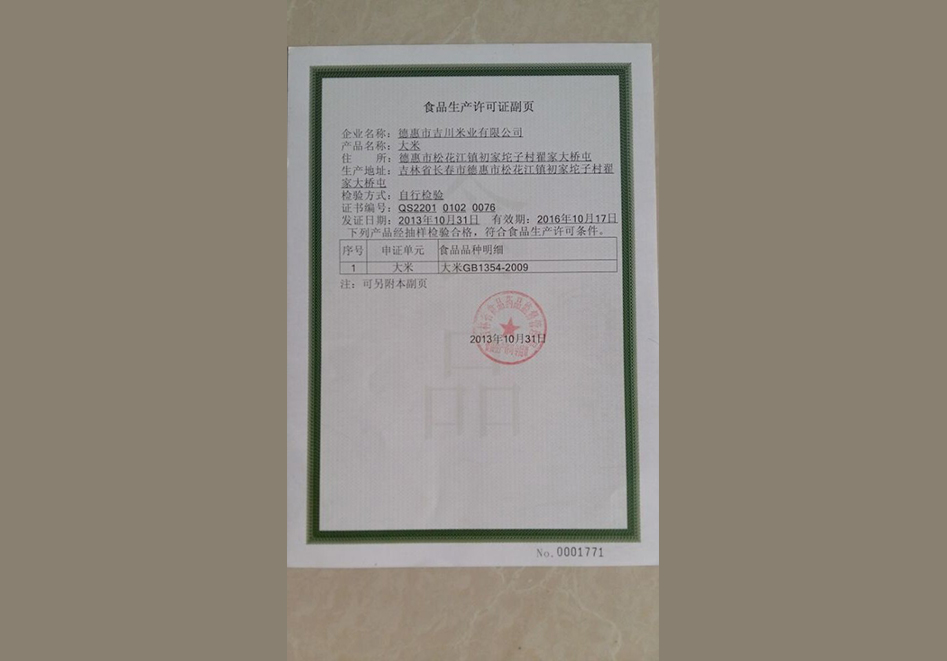 食品生产许可证副页
企业名称：德惠市吉川米业有限公司
产品名称：大米
住　　所：德惠市松花江镇初家坨子村翟家大桥屯
生产地址：吉林省长春市德惠市松花江镇初家坨子村翟
家大桥屯
检验方式：自行检验
证书编号：QS2201 0102 0076
发证日期：2013年10月31日 有效期：2016年10月17日
下列产品经抽样检验合格，符合食品生产许可条件。
序号 申证单元 食品品种明细
1 大米 大米GB1354-2009
注：可另附本副页
2013年10月31日
No.0001771